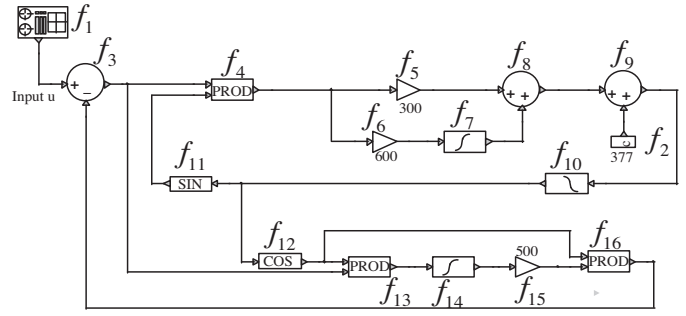 f1
f3
Input u
+
−
f4
PROD
f5
300
f6
600
f7
f8
+ +
+
f9
+ +
+
c
377
f2
f11
SIN
f10
f12
COS
PROD
f13
f14
500
f15
f16
PROD